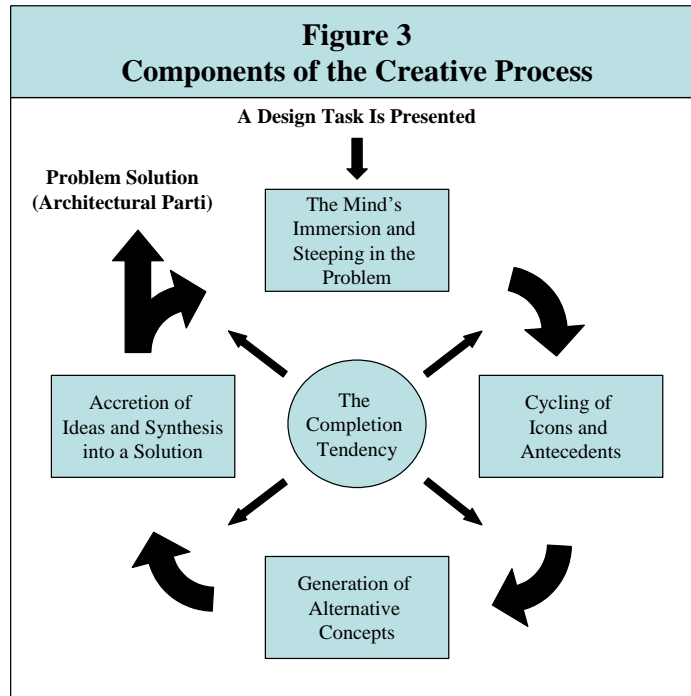 Figure 3
Components of the Creative Process
A Design Task Is Presented
Problem Solution
(Architectural Parti)
The Mind's
Immersion and
Steeping in the
Problem
Accretion of
Ideas and Synthesis
into a Solution
The
Completion
Tendency
Cycling of
Icons and
Antecedents
Generation of
Alternative
Concepts